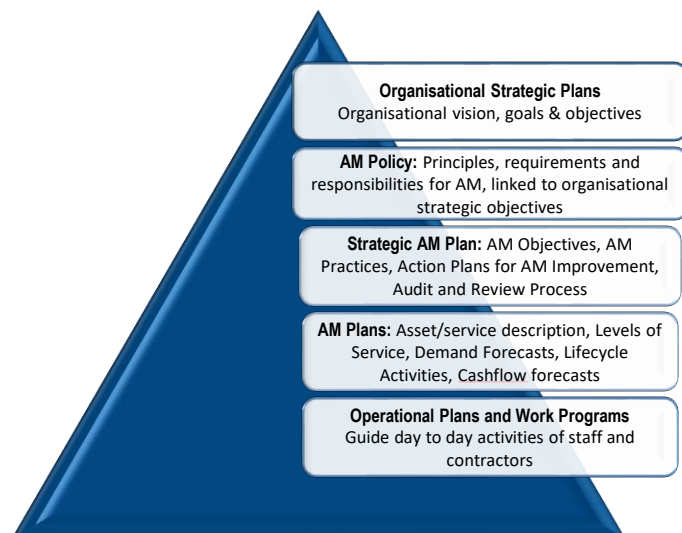 Organisational Strategic Plans
Organisational vision, goals & objectives
AM Policy: Principles, requirements and
responsibilities for AM, linked to organisational
strategic objectives
Strategic AM Plan: AM Objectives, AM
Practices, Action Plans for AM Improvement,
Audit and Review Process
AM Plans: Asset/service description, Levels of
Service, Demand Forecasts, Lifecycle
Activities, Cashflow forecasts
Operational Plans and Work Programs
Guide day to day activities of staff and
contractors